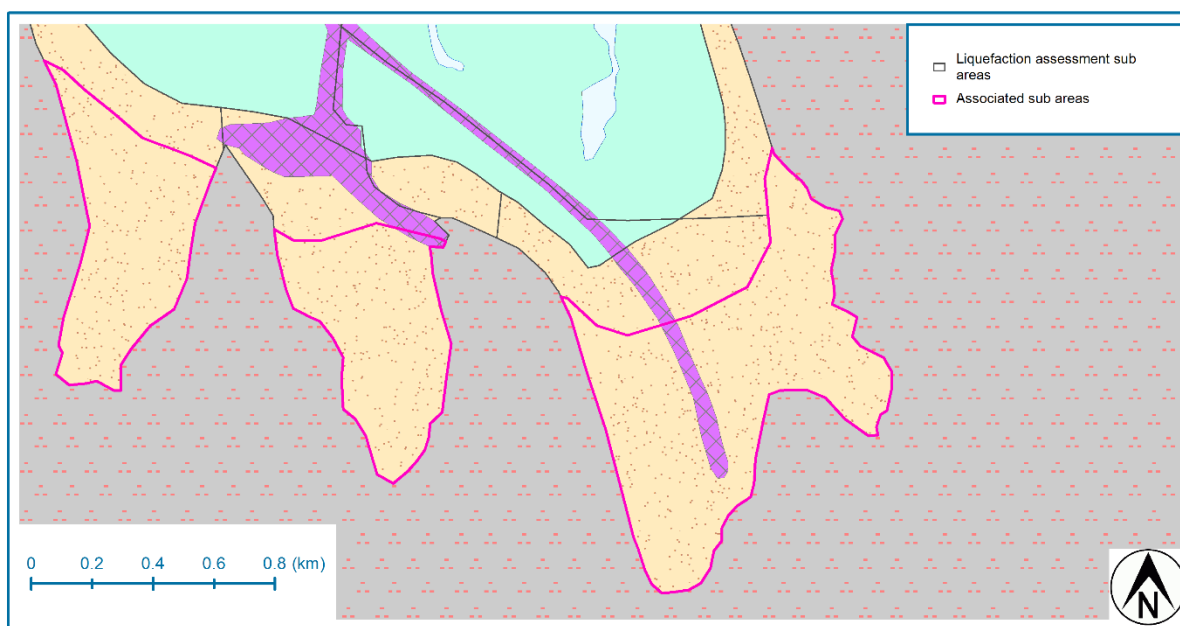 Liquefaction assessment sub
areas
Associated sub areas
0 0.2 0.4 0.6 0.8 (km)
N